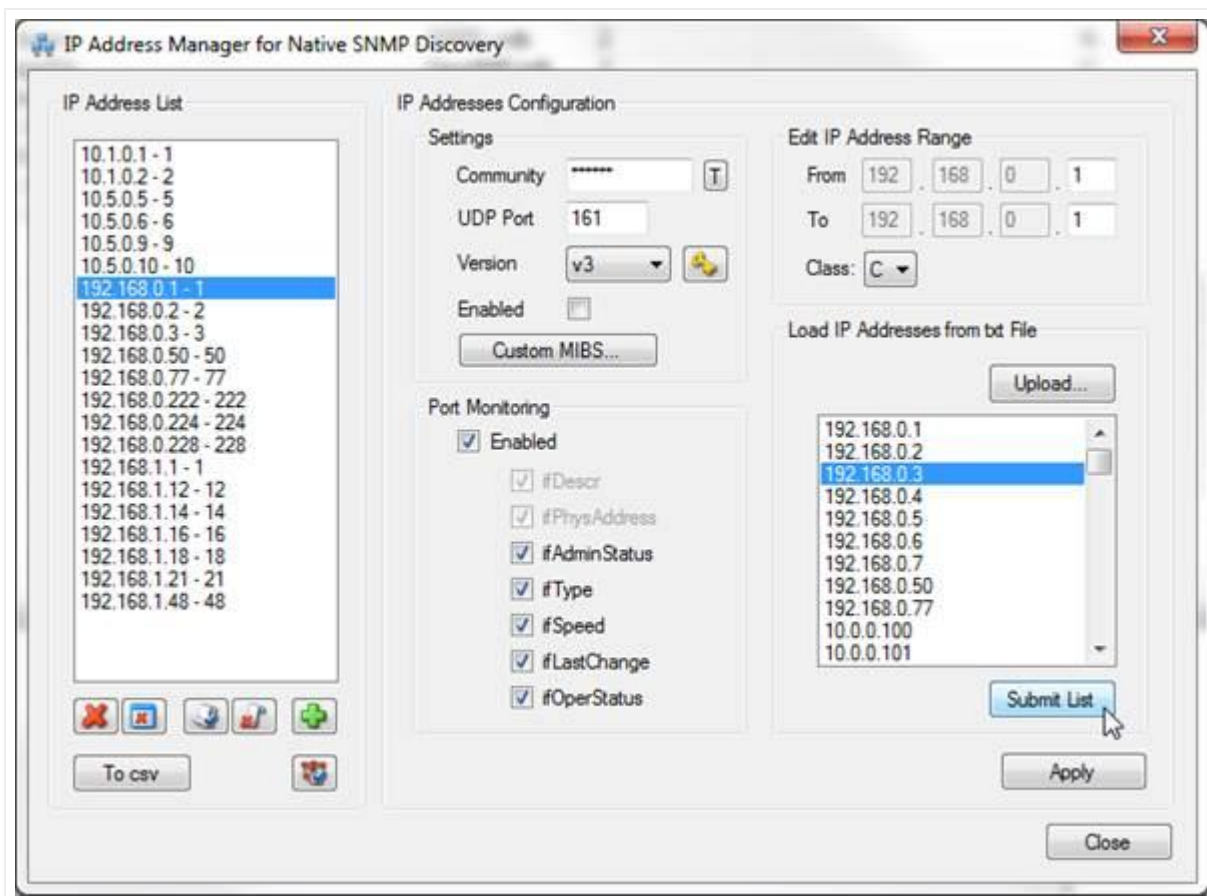 IP Address Manager for Native SNMP Discovery
IP Address List
10.1.0.1 - 1
10.1.0.2 - 2
10.5.0.5 - 5
10.5.0.6 - 6
10.5.0.9 - 9
10.5.0.10 - 10
192.168.0.1 - 1
192.168.0.2 - 2
192.168.0.3 - 3
192.168.0.50 - 50
192.168.0.77 - 77
192.168.0.222 - 222
192.168.0.224 - 224
192.168.0.228 - 228
192.168.1.1 - 1
192.168.1.12 - 12
192.168.1.14 - 14
192.168.1.16 - 16
192.168.1.18 - 18
192.168.1.21 - 21
192.168.1.48 - 48
To csv
IP Addresses Configuration
Settings
Community ****** T
UDP Port 161
Version v3
Enabled
Custom MIBS...
Port Monitoring
Enabled
ifDescr
ifPhysAddress
ifAdminStatus
ifType
ifSpeed
ifLastChange
ifOperStatus
Edit IP Address Range
From 192 . 168 . 0 . 1
To 192 . 168 . 0 . 1
Class: C
Load IP Addresses from txt File
Upload...
192.168.0.1
192.168.0.2
192.168.0.3
192.168.0.4
192.168.0.5
192.168.0.6
192.168.0.7
192.168.0.50
192.168.0.77
10.0.0.100
10.0.0.101
Submit List
Apply
Close